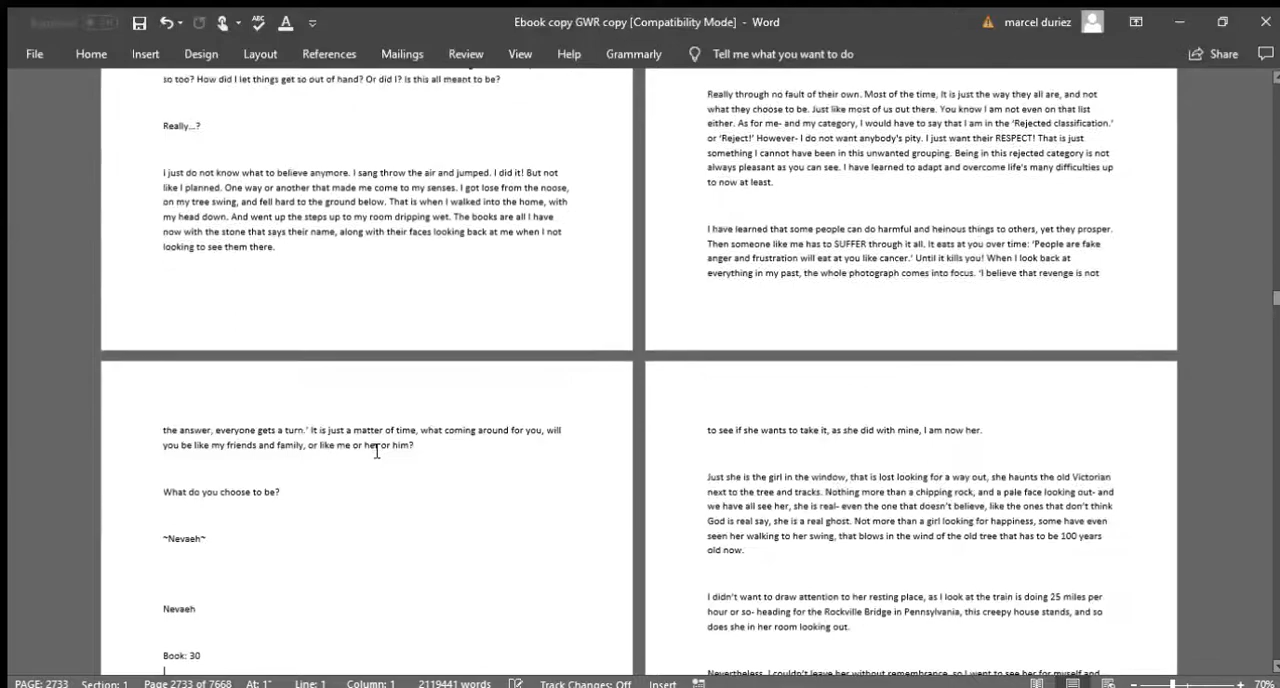 Ebook copy GWR copy [Compatibility Mode] - Word
marcel duriez
File Home Insert Design Layout References Mailings Review View Help Grammarly Tell me what you want to do Share
so too? How did I let things get so out of hand? Or did I? Is this all meant to be?
Really...?
I just do not know what to believe anymore. I sang throw the air and jumped. I did it! But not
like I planned. One way or another that made me come to my senses. I got lose from the noose,
on my tree swing, and fell hard to the ground below. That is when I walked into the home, with
my head down. And went up the steps up to my room dripping wet. The books are all I have
now with the stone that says their name, along with their faces looking back at me when I not
looking to see them there.
Really through no fault of their own. Most of the time, It is just the way they all are, and not
what they choose to be. Just like most of us out there. You know I am not even on that list
either. As for me- and my category, I would have to say that I am in the 'Rejected classification.'
or 'Reject!' However- I do not want anybody's pity. I just want their RESPECT! That is just
something I cannot have been in this unwanted grouping. Being in this rejected category is not
always pleasant as you can see. I have learned to adapt and overcome life's many difficulties up
to now at least.
I have learned that some people can do harmful and heinous things to others, yet they prosper.
Then someone like me has to SUFFER through it all. It eats at you over time: 'People are fake
anger and frustration will eat at you like cancer.' Until it kills you! When I look back at
everything in my past, the whole photograph comes into focus. 'I believe that revenge is not
the answer, everyone gets a turn.' It is just a matter of time, what coming around for you, will
you be like my friends and family, or like me or her or him?
What do you choose to be?
~Nevaeh~
Nevaeh
Book: 30
to see if she wants to take it, as she did with mine, I am now her.
Just she is the girl in the window, that is lost looking for a way out, she haunts the old Victorian
next to the tree and tracks. Nothing more than a chipping rock, and a pale face looking out- and
we have all see her, she is real- even the one that doesn't believe, like the ones that don't think
God is real say, she is a real ghost. Not more than a girl looking for happiness, some have even
seen her walking to her swing, that blows in the wind of the old tree that has to be 100 years
old now.
I didn't want to draw attention to her resting place, as I look at the train is doing 25 miles per
hour or so- heading for the Rockville Bridge in Pennsylvania, this creepy house stands, and so
does she in her room looking out.
Nevertheless, I couldn't leave her without remembrance, so I went to see her for myself and
PAGE: 2733 Section: 1 Page 2733 of 7668 At: 1" Line: 1 Column: 1 2119441 words Track Changes: Off Insert 70%